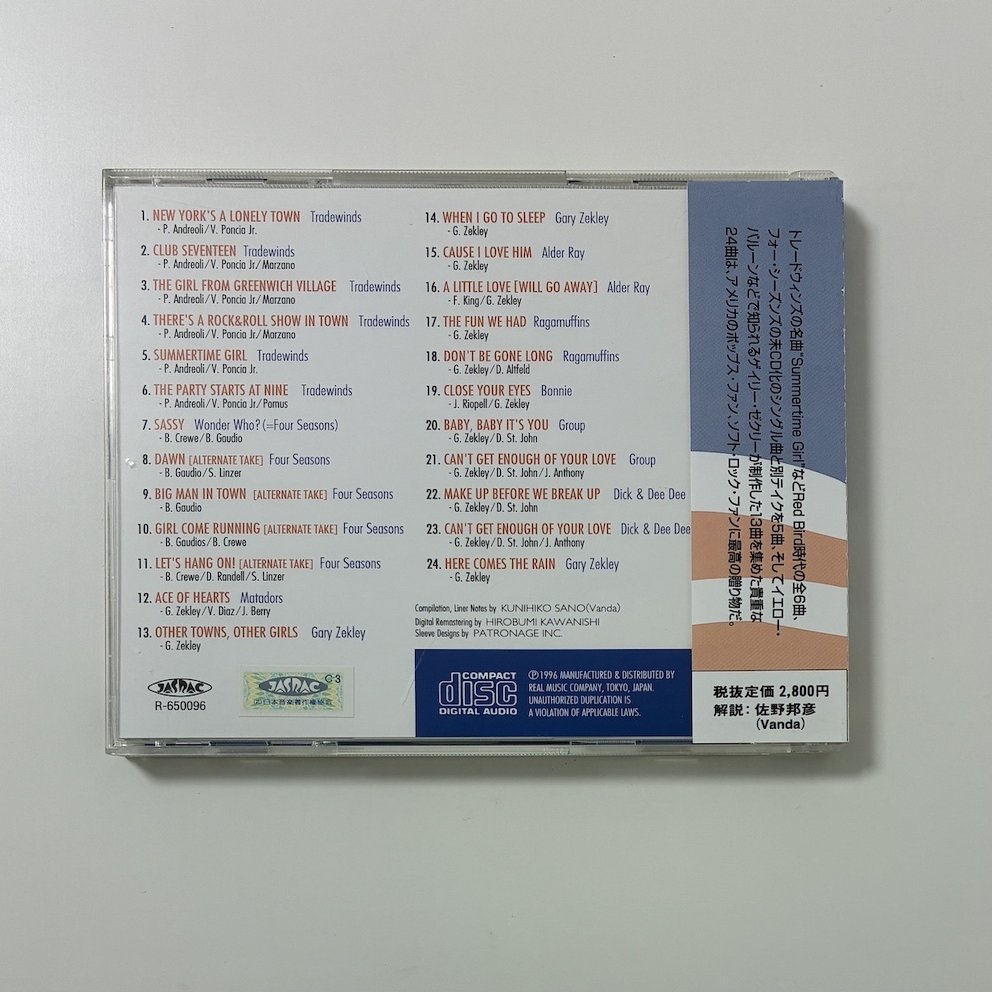 1. NEW YORK'S A LONELY TOWN Tradewinds
- P. Andreoli/V. Poncia Jr.
2. CLUB SEVENTEEN Tradewinds
- P. Andreoli/V. Poncia Jr/Marzano
3. THE GIRL FROM GREENWICH VILLAGE Tradewinds
- P. Andreoli/V. Poncia Jr/Marzano
4. THERE'S A ROCK&ROLL SHOW IN TOWN Tradewinds
- P. Andreoli/V. Poncia Jr/Marzano
5. SUMMERTIME GIRL Tradewinds
- P. Andreoli/V. Poncia Jr.
6. THE PARTY STARTS AT NINE Tradewinds
- P. Andreoli/V. Poncia Jr/Pomus
7. SASSY Wonder Who? (=Four Seasons)
- B. Crewe/B. Gaudio
8. DAWN [ALTERNATE TAKE] Four Seasons
- B. Gaudio/S. Linzer
9. BIG MAN IN TOWN [ALTERNATE TAKE] Four Seasons
- B. Gaudio
10. GIRL COME RUNNING [ALTERNATE TAKE] Four Seasons
- B. Gaudios/B. Crewe
11. LET'S HANG ON! [ALTERNATE TAKE] Four Seasons
- B. Crewe/D. Randell/S. Linzer
12. ACE OF HEARTS Matadors
- G. Zekley/V. Diaz/J. Berry
13. OTHER TOWNS, OTHER GIRLS Gary Zekley
- G. Zekley
14. WHEN I GO TO SLEEP Gary Zekley
- G. Zekley
15. CAUSE I LOVE HIM Alder Ray
- G. Zekley
16. A LITTLE LOVE [WILL GO AWAY] Alder Ray
- F. King/G. Zekley
17. THE FUN WE HAD Ragamuffins
- G. Zekley
18. DON'T BE GONE LONG Ragamuffins
- G. Zekley/D. Altfeld
19. CLOSE YOUR EYES Bonnie
- J. Riopell/G. Zekley
20. BABY, BABY IT'S YOU Group
- G. Zekley/D. St. John
21. CAN'T GET ENOUGH OF YOUR LOVE Group
- G. Zekley/D. St. John/J. Anthony
22. MAKE UP BEFORE WE BREAK UP Dick & Dee Dee
- G. Zekley/D. St. John
23. CAN'T GET ENOUGH OF YOUR LOVE Dick & Dee Dee
- G. Zekley/D. St. John/J. Anthony
24. HERE COMES THE RAIN Gary Zekley
- G. Zekley
Compilation, Liner Notes by KUNIHIKO SANO(Vanda)
Digital Remastering by HIROBUMI KAWANISHI
Sleeve Designs by PATRONAGE INC.
JASRAC
R-650096
JASRAC
C-3
COMPACT
disc
DIGITAL AUDIO
Ⓟ1996 MANUFACTURED & DISTRIBUTED BY
REAL MUSIC COMPANY, TOKYO, JAPAN.
UNAUTHORIZED DUPLICATION IS
A VIOLATION OF APPLICABLE LAWS.
トレードウィンズの名曲"Summertime Girl"などRed Bird時代の全6曲、
フォー・シーズンズの未CD化のシングル曲と別テイクを5曲、そしてイエロー・
バルーンなどで知られるゲイリー・ゼクリーが制作した13曲を集めた貴重な
24曲は、アメリカのポップス・ファン、ソフト・ロック・ファンに最高の贈り物だ。
税抜定価 2,800円
解説：佐野邦彦
(Vanda)